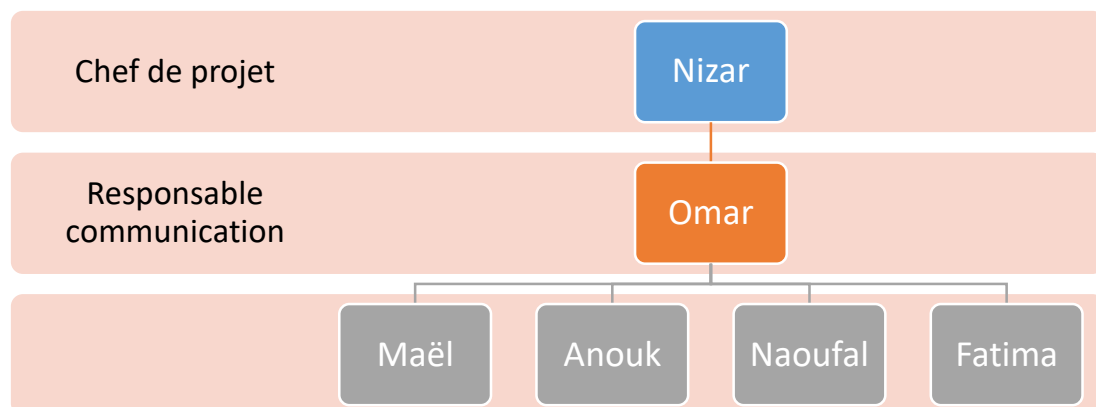 Chef de projet
Nizar
Responsable
communication
Omar
Maël
Anouk
Naoufal
Fatima